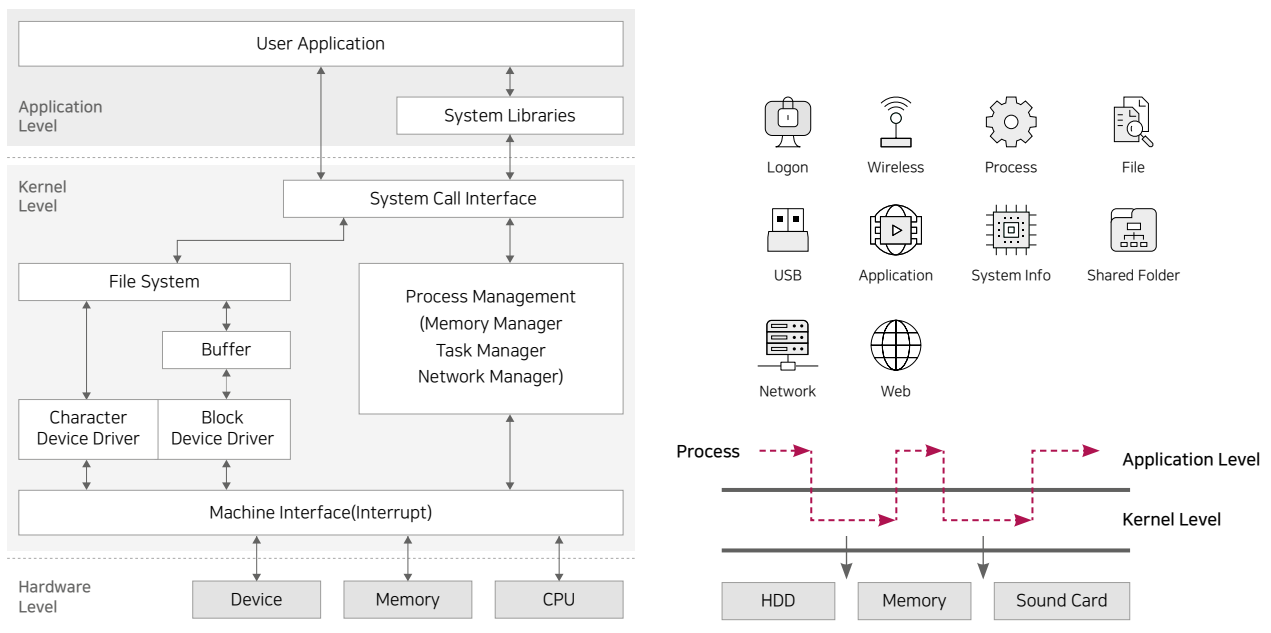 User Application
Application
Level
System Libraries
Kernel
Level
System Call Interface
File System
Process Management
(Memory Manager
Task Manager
Network Manager)
Buffer
Character
Device Driver
Block
Device Driver
Machine Interface(Interrupt)
Hardware
Level
Device
Memory
CPU
Logon
Wireless
Process
File
USB
Application
System Info
Shared Folder
Network
Web
Process
Application Level
Kernel Level
HDD
Memory
Sound Card